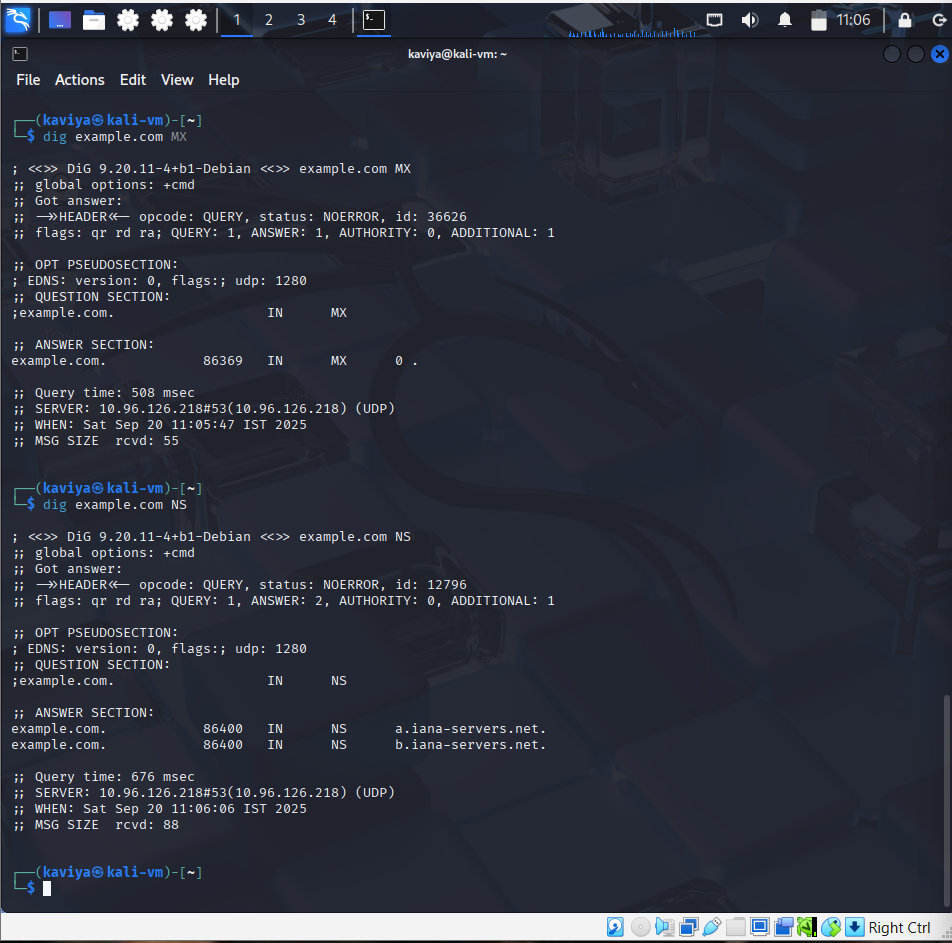 1 2 3 4 11:06
kaviya@kali-vm: ~
File Actions Edit View Help
┌──(kaviya㉿kali-vm)-[~]
└─$ dig example.com MX
; <<>> DiG 9.20.11-4+b1-Debian <<>> example.com MX
;; global options: +cmd
;; Got answer:
;; ->>HEADER<<- opcode: QUERY, status: NOERROR, id: 36626
;; flags: qr rd ra; QUERY: 1, ANSWER: 1, AUTHORITY: 0, ADDITIONAL: 1
;; OPT PSEUDOSECTION:
; EDNS: version: 0, flags:; udp: 1280
;; QUESTION SECTION:
;example.com. IN MX
;; ANSWER SECTION:
example.com. 86369 IN MX 0 .
;; Query time: 508 msec
;; SERVER: 10.96.126.218#53(10.96.126.218) (UDP)
;; WHEN: Sat Sep 20 11:05:47 IST 2025
;; MSG SIZE rcvd: 55
┌──(kaviya㉿kali-vm)-[~]
└─$ dig example.com NS
; <<>> DiG 9.20.11-4+b1-Debian <<>> example.com NS
;; global options: +cmd
;; Got answer:
;; ->>HEADER<<- opcode: QUERY, status: NOERROR, id: 12796
;; flags: qr rd ra; QUERY: 1, ANSWER: 2, AUTHORITY: 0, ADDITIONAL: 1
;; OPT PSEUDOSECTION:
; EDNS: version: 0, flags:; udp: 1280
;; QUESTION SECTION:
;example.com. IN NS
;; ANSWER SECTION:
example.com. 86400 IN NS a.iana-servers.net.
example.com. 86400 IN NS b.iana-servers.net.
;; Query time: 676 msec
;; SERVER: 10.96.126.218#53(10.96.126.218) (UDP)
;; WHEN: Sat Sep 20 11:06:06 IST 2025
;; MSG SIZE rcvd: 88
┌──(kaviya㉿kali-vm)-[~]
└─$
Right Ctrl